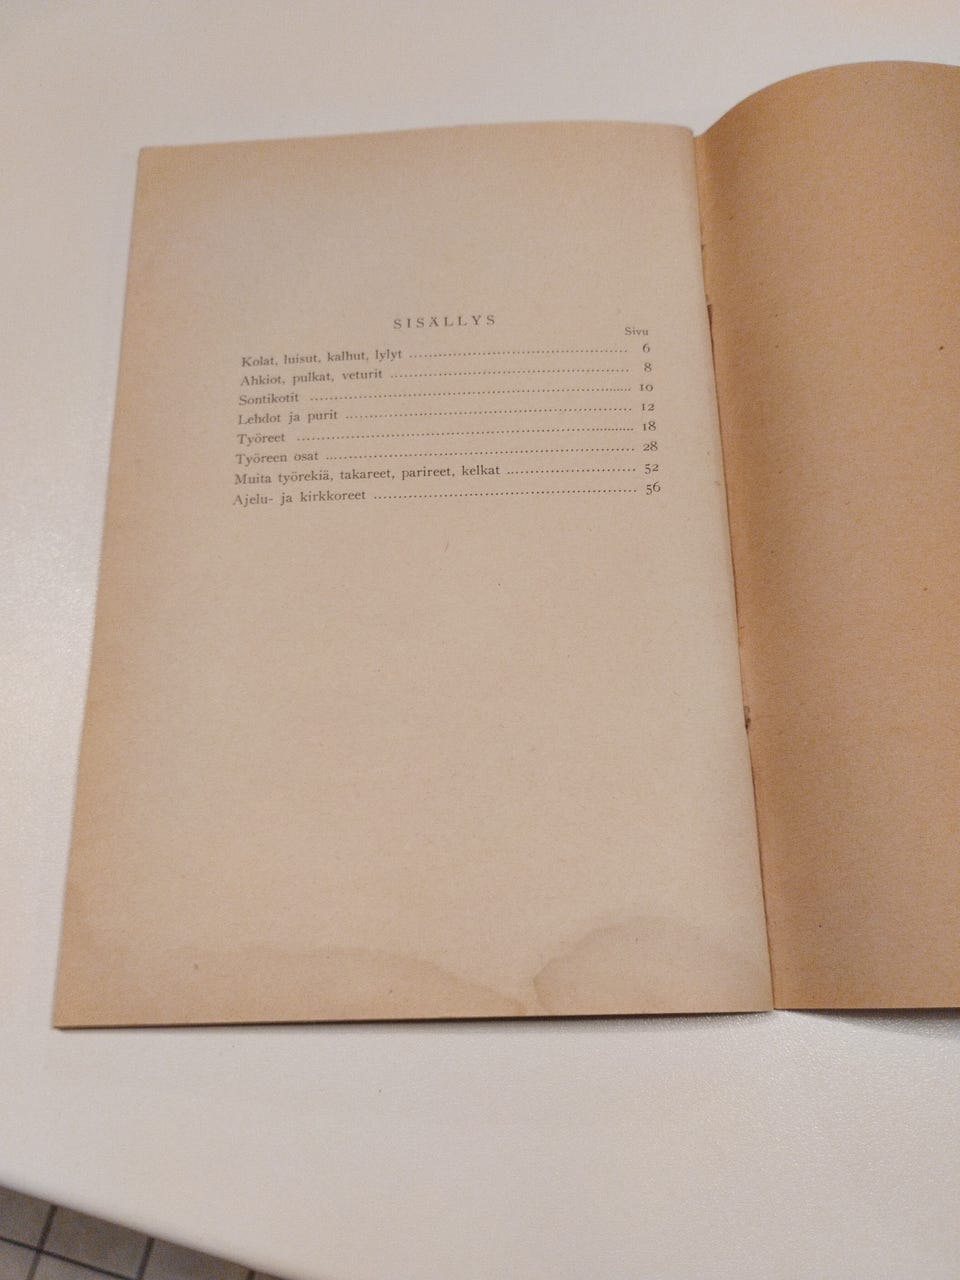 SISÄLLYS
Sivu
Kolat, luisut, kalhut, lylyt ........................................ 6
Ahkiot, pulkat, veturit ............................................ 8
Sontikotit ............................................................ 10
Lehdot ja purit .................................................... 12
Työreet ............................................................... 18
Työreen osat ........................................................ 28
Muita työrekiä, takareet, parireet, kelkat ........................ 52
Ajelu- ja kirkkoreet ................................................ 56